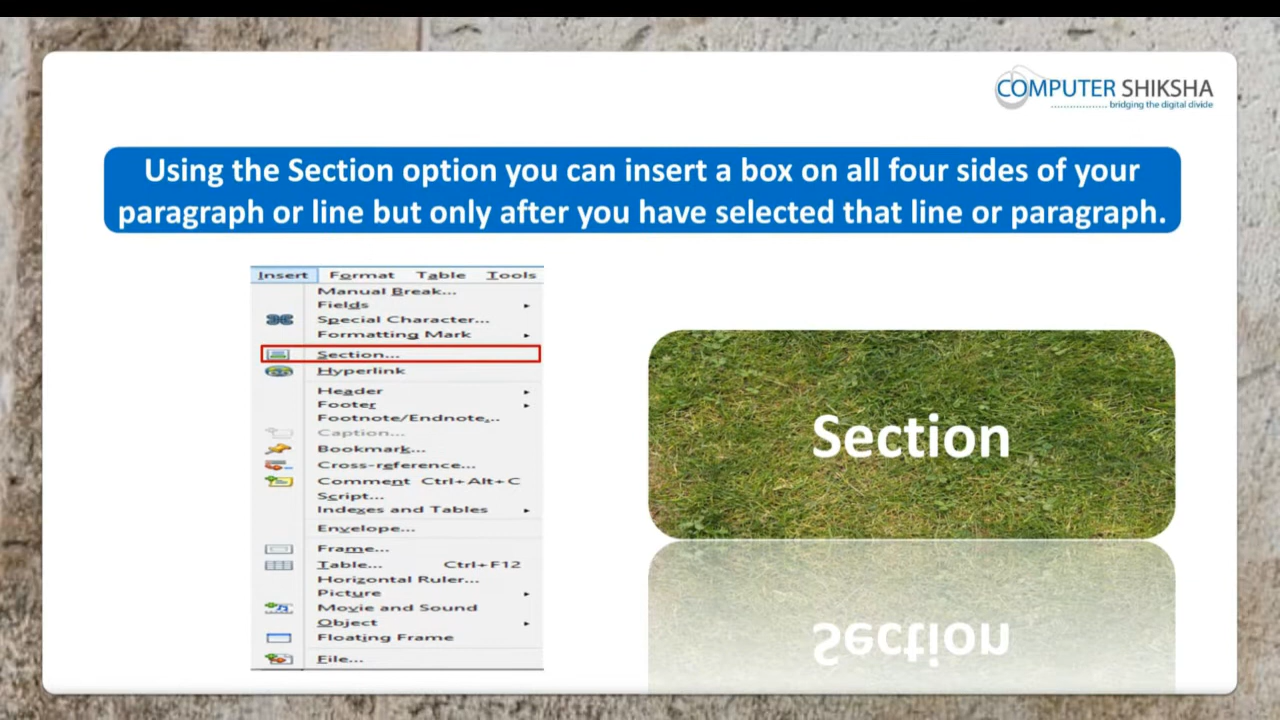 COMPUTER SHIKSHA
bridging the digital divide
Using the Section option you can insert a box on all four sides of your
paragraph or line but only after you have selected that line or paragraph.
Insert Format Table Tools
Manual Break...
Fields
Special Character...
Formatting Mark
Section...
Hyperlink
Header
Footer
Footnote/Endnote...
Caption...
Bookmark...
Cross-reference...
Comment Ctrl+Alt+C
Script...
Indexes and Tables
Envelope...
Frame...
Table... Ctrl+F12
Horizontal Ruler...
Picture
Movie and Sound
Object
Floating Frame
File...
Section
Section